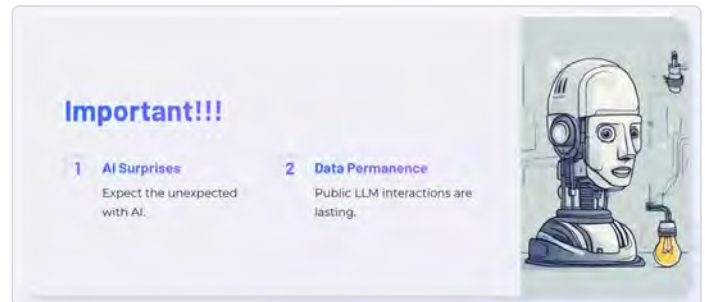 Important!!!
1 AI Surprises
Expect the unexpected
with AI.
2 Data Permanence
Public LLM interactions are
lasting.